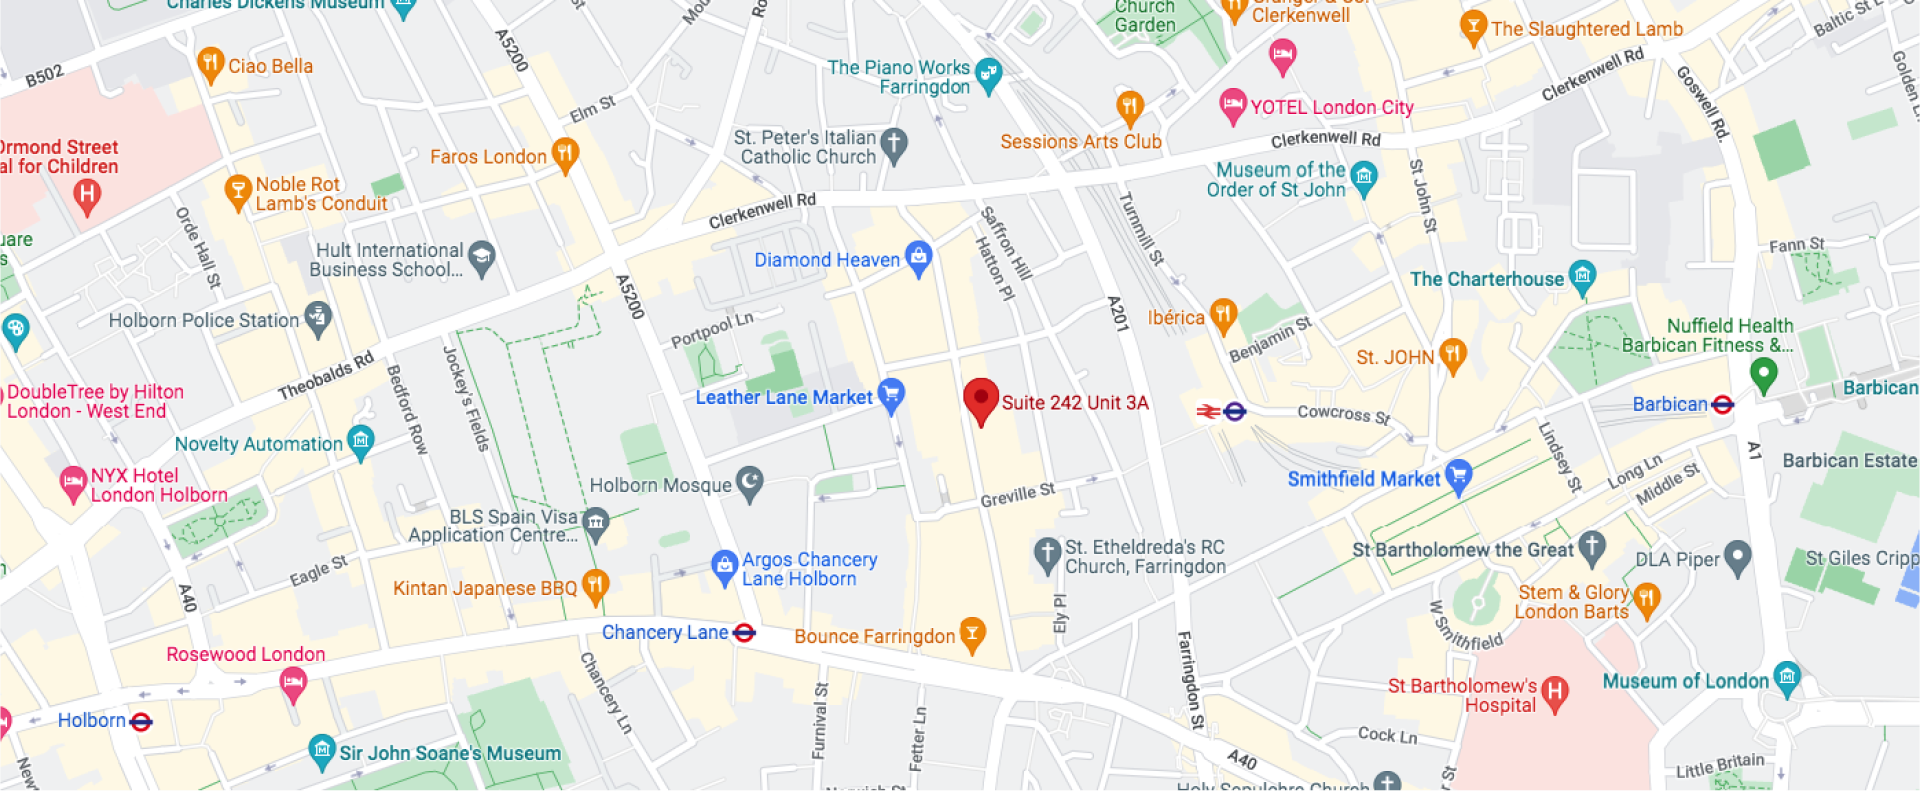 Charles Dickens Museum
Church
Garden
Clerkenwell
The Slaughtered Lamb
Baltic St E
A5200
B502
Ciao Bella
The Piano Works
Farringdon
Clerkenwell Rd
Goswell Rd.
YOTEL London City
Elm St
Sessions Arts Club
Clerkenwell Rd
Ormond Street
al for Children
Faros London
St. Peter's Italian
Catholic Church
Museum of the
Order of St John
St John St
Noble Rot
Lamb's Conduit
Clerkenwell Rd
Orde Hall St
Saffron Hill
Hatton Pl
Turnmill St
Fann St
Hult International
Business School...
Diamond Heaven
The Charterhouse
A5200
A201
Holborn Police Station
Portpool Ln
Ibérica
Benjamin St
Nuffield Health
Barbican Fitness &...
Theobalds Rd
St. JOHN
DoubleTree by Hilton
London - West End
Bedford Row
Jockey's Fields
Leather Lane Market
Suite 242 Unit 3A
Cowcross St
Barbican
Barbican
Novelty Automation
A1
Lindsey St
Long Ln
Middle St
Barbican Estate
NYX Hotel
London Holborn
Holborn Mosque
Greville St
Smithfield Market
BLS Spain Visa
Application Centre...
St. Etheldreda's RC
Church, Farringdon
St Bartholomew the Great
DLA Piper
St Giles Cripp
Eagle St
A40
Kintan Japanese BBQ
Argos Chancery
Lane Holborn
Stem & Glory
London Barts
Ely Pl
W Smithfield
Chancery Lane
Bounce Farringdon
Rosewood London
Chancery Ln
Farringdon St
St Bartholomew's
Hospital
Museum of London
Holborn
Furnival St
Fetter Ln
Cock Ln
Sir John Soane's Museum
A40
Little Britain
Holy Sepulchre Church